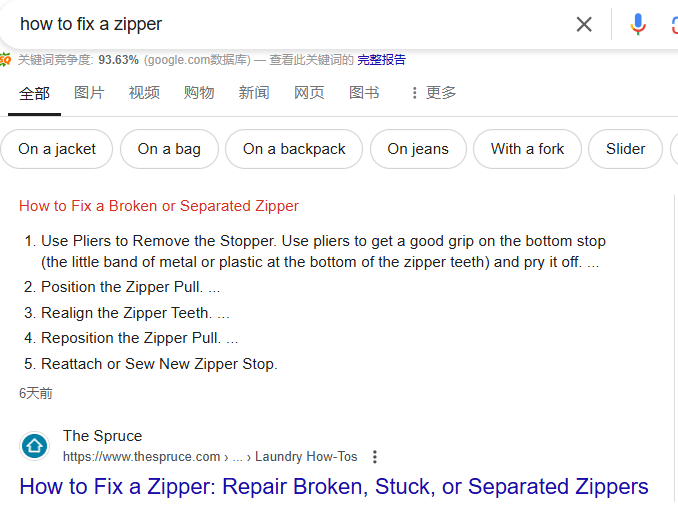 how to fix a zipper
关键词竞争度: 93.63% (google.com数据库) — 查看此关键词的 完整报告
全部 图片 视频 购物 新闻 网页 图书 更多
On a jacket On a bag On a backpack On jeans With a fork Slider
How to Fix a Broken or Separated Zipper
1. Use Pliers to Remove the Stopper. Use pliers to get a good grip on the bottom stop
(the little band of metal or plastic at the bottom of the zipper teeth) and pry it off. ...
2. Position the Zipper Pull. ...
3. Realign the Zipper Teeth. ...
4. Reposition the Zipper Pull. ...
5. Reattach or Sew New Zipper Stop.
6天前
The Spruce
https://www.thespruce.com › ... › Laundry How-Tos
How to Fix a Zipper: Repair Broken, Stuck, or Separated Zippers